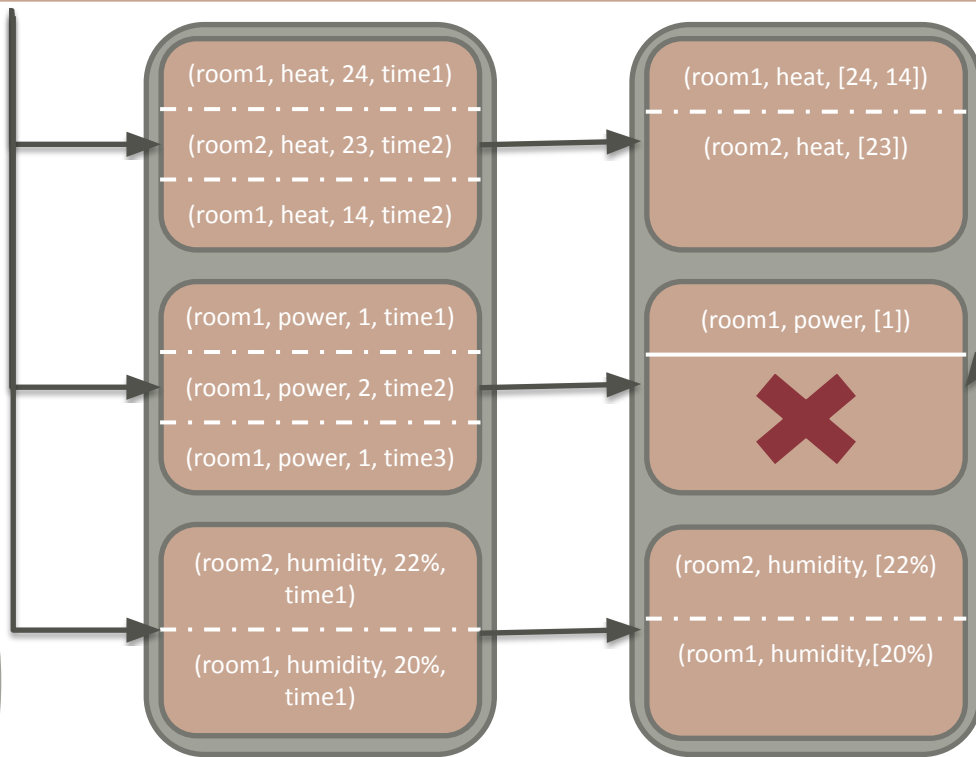 (room1, heat, 24, time1)
(room2, heat, 23, time2)
(room1, heat, 14, time2)
(room1, power, 1, time1)
(room1, power, 2, time2)
(room1, power, 1, time3)
(room2, humidity, 22%,
time1)
(room1, humidity, 20%,
time1)
(room1, heat, [24, 14])
(room2, heat, [23])
(room1, power, [1])
(room2, humidity, [22%)
(room1, humidity,[20%)